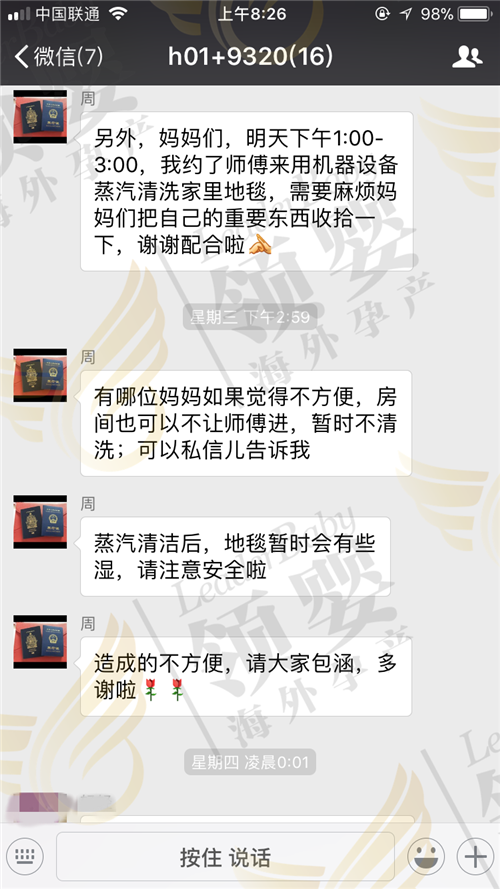 中国联通
上午8:26
98%
微信(7)
h01+9320(16)
周
另外，妈妈们，明天下午1:00-
3:00，我约了师傅来用机器设备
蒸汽清洗家里地毯，需要麻烦妈
妈们把自己的重要东西收拾一
下，谢谢配合啦
星期三 下午2:59
周
有哪位妈妈如果觉得不方便，房
间也可以不让师傅进，暂时不清
洗；可以私信儿告诉我
周
蒸汽清洁后，地毯暂时会有些
湿，请注意安全啦
周
造成的不方便，请大家包涵，多
谢啦🌹🌹
星期四 凌晨0:01
按住 说话
LeaderBaby
领婴
海外孕产